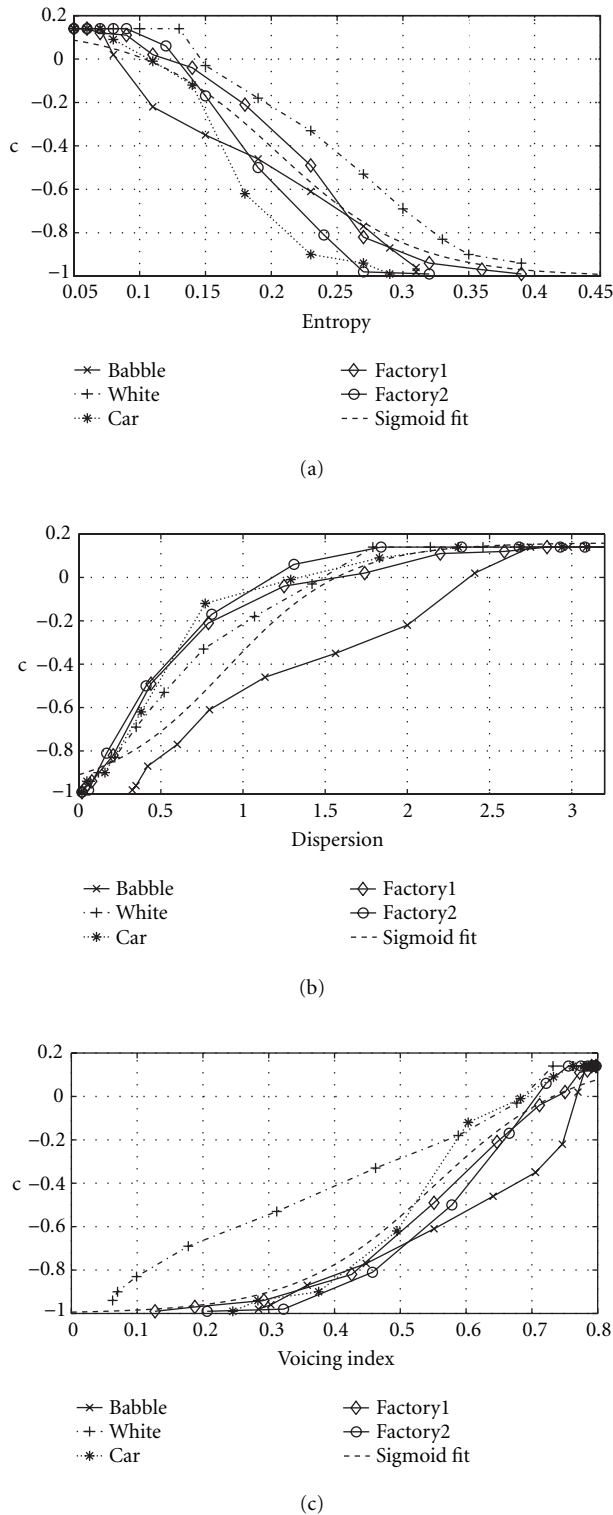 0
−0.2
−0.4
c
−0.6
−0.8
−1
0.05 0.1 0.15 0.2 0.25 0.3 0.35 0.4 0.45
Entropy
Babble Factory1
White Factory2
Car Sigmoid fit
(a)
0.2
0
−0.2
c −0.4
−0.6
−0.8
−1
0 0.5 1 1.5 2 2.5 3
Dispersion
Babble Factory1
White Factory2
Car Sigmoid fit
(b)
0.2
0
−0.2
c −0.4
−0.6
−0.8
−1
0 0.1 0.2 0.3 0.4 0.5 0.6 0.7 0.8
Voicing index
Babble Factory1
White Factory2
Car Sigmoid fit
(c)